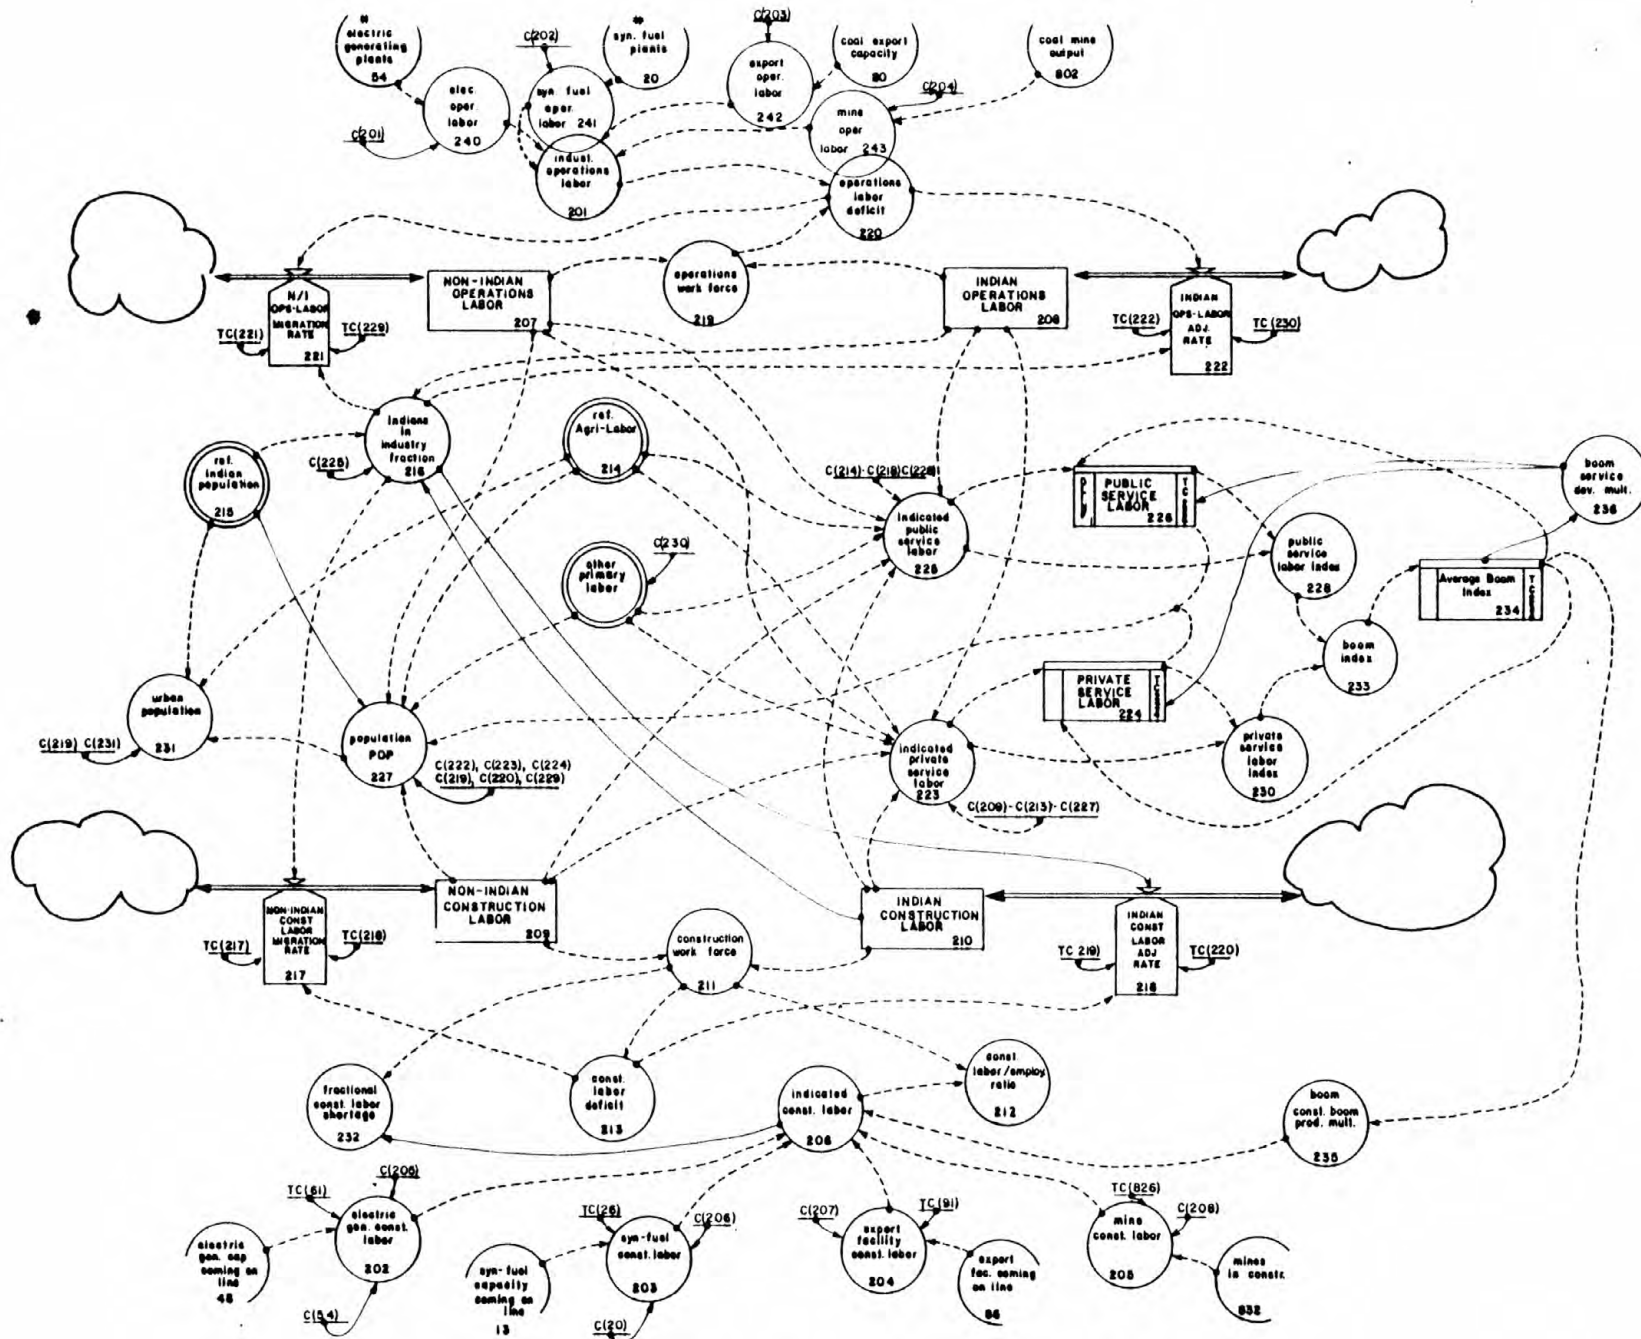 #
electric
generating
plants
54
C(202)
#
syn. fuel
plants
20
C(203)
coal export
capacity
80
coal mine
output
802
elec.
oper.
labor
240
C(201)
syn. fuel
oper.
labor 241
export
oper.
labor
242
C(204)
mine
oper
labor 243
indust.
operations
labor
201
operations
labor
deficit
220
N/I
OPS-LABOR
MIGRATION
RATE
221
TC(221)
TC(229)
NON-INDIAN
OPERATIONS
LABOR
207
operations
work force
219
INDIAN
OPERATIONS
LABOR
208
INDIAN
OPS-LABOR
ADJ.
RATE
222
TC(222)
TC(230)
Indians
in
industry
fraction
216
C(225)
ref.
Agri-Labor
214
ref.
Indian
population
215
C(214)-C(218)C(228)
indicated
public
service
labor
225
PUBLIC
SERVICE
LABOR
226
boom
service
dev. mult.
236
public
service
labor index
228
Average Boom
Index
234
other
primary
labor
C(230)
boom
index
233
PRIVATE
SERVICE
LABOR
224
urban
population
231
C(219) C(231)
population
POP
227
C(222), C(223), C(224)
C(219), C(220), C(229)
indicated
private
service
labor
223
C(209)-C(213)-C(227)
private
service
labor
index
230
NON-INDIAN
CONST
LABOR
MIGRATION
RATE
217
TC(217)
TC(218)
NON-INDIAN
CONSTRUCTION
LABOR
209
construction
work force
211
INDIAN
CONSTRUCTION
LABOR
210
INDIAN
CONST
LABOR
ADJ
RATE
218
TC 219)
TC(220)
fractional
const. labor
shortage
232
const.
labor
deficit
213
indicated
const. labor
206
const.
labor/employ.
ratio
212
boom
const. boom
prod. mult.
235
C(205)
TC(61)
electric
gen. const.
labor
202
electric
gen. cap
coming on
line
48
C(54)
TC(26)
C(206)
syn-fuel
const. labor
203
syn-fuel
capacity
coming on
line
13
C(20)
C(207)
TC(91)
export
facility
const. labor
204
export
fac. coming
on line
86
TC(826)
C(208)
mine
const. labor
205
mines
in constr.
832